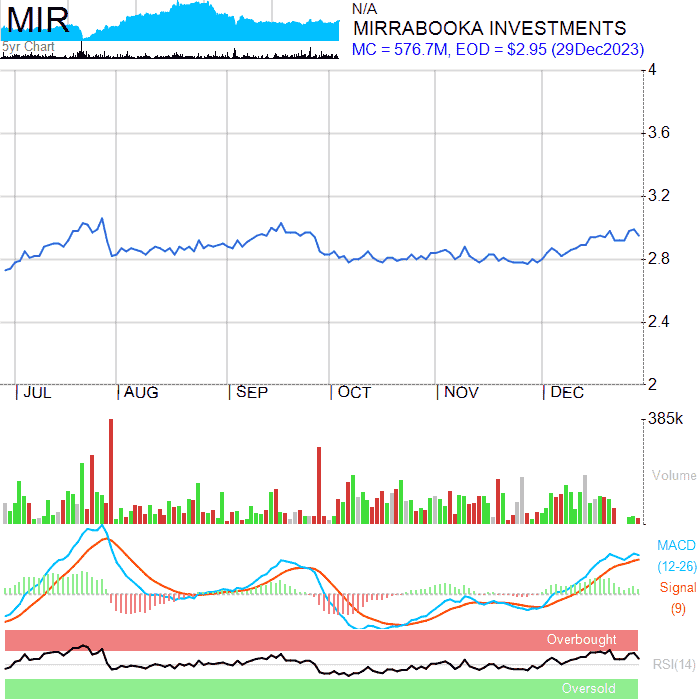 MIR
5yr Chart
N/A
MIRRABOOKA INVESTMENTS
MC = 576.7M, EOD = $2.95 (29Dec2023)
4
3.6
3.2
2.8
2.4
2
JUL AUG SEP OCT NOV DEC
385k
Volume
MACD
(12-26)
Signal
(9)
Overbought
RSI(14)
Oversold